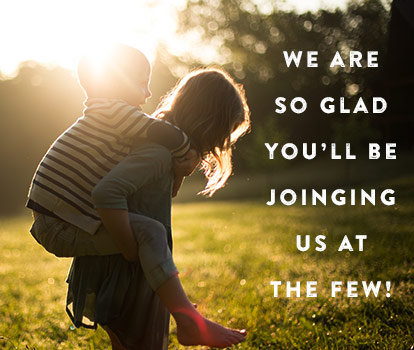 WE ARE
SO GLAD
YOU'LL BE
JOINGING
US AT
THE FEW!